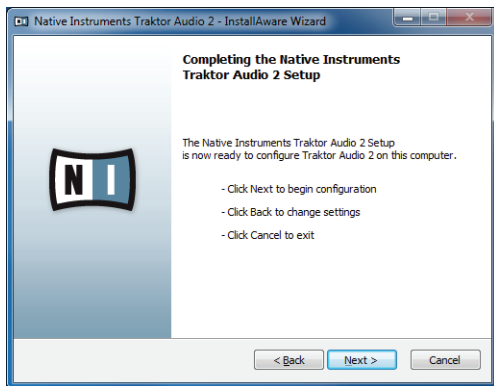 Native Instruments Traktor Audio 2 - InstallAware Wizard
Completing the Native Instruments
Traktor Audio 2 Setup
The Native Instruments Traktor Audio 2 Setup
is now ready to configure Traktor Audio 2 on this computer.
- Click Next to begin configuration
- Click Back to change settings
- Click Cancel to exit
N I
< Back Next > Cancel